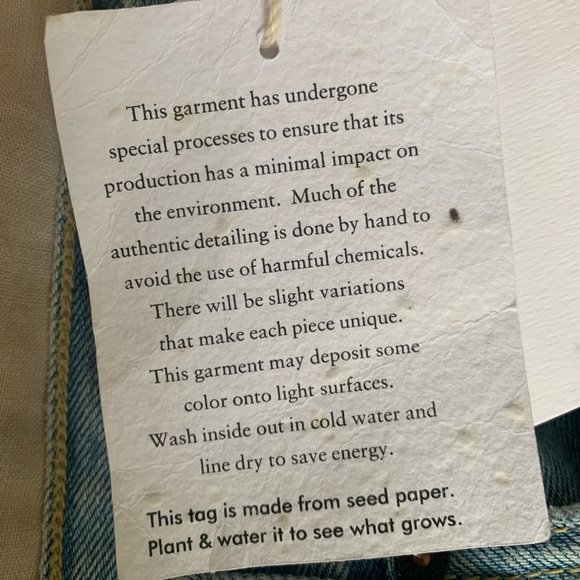 This garment has undergone
special processes to ensure that its
production has a minimal impact on
the environment. Much of the
authentic detailing is done by hand to
avoid the use of harmful chemicals.
There will be slight variations
that make each piece unique.
This garment may deposit some
color onto light surfaces.
Wash inside out in cold water and
line dry to save energy.
This tag is made from seed paper.
Plant & water it to see what grows.